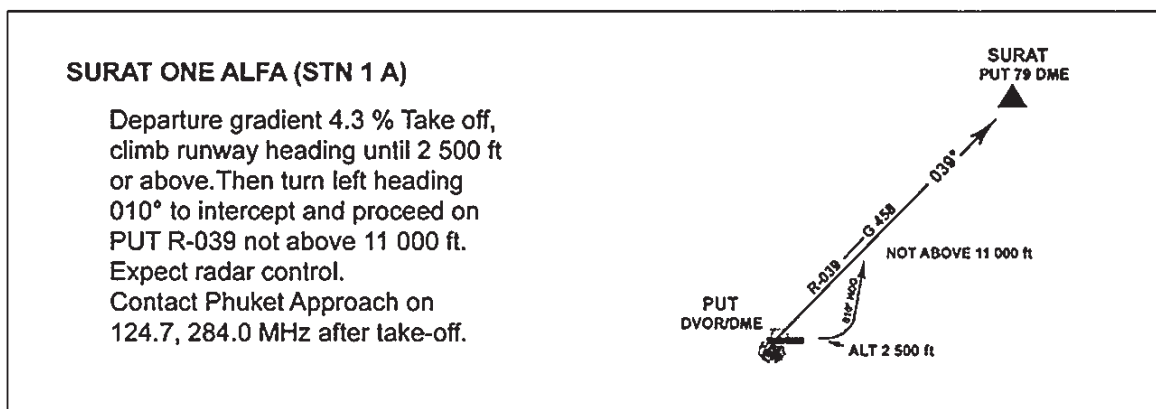 SURAT ONE ALFA (STN 1 A)
Departure gradient 4.3 % Take off,
climb runway heading until 2 500 ft
or above.Then turn left heading
010° to intercept and proceed on
PUT R-039 not above 11 000 ft.
Expect radar control.
Contact Phuket Approach on
124.7, 284.0 MHz after take-off.
SURAT
PUT 79 DME
039°
G 458
R-039
NOT ABOVE 11 000 ft
010° HDG
PUT
DVOR/DME
ALT 2 500 ft